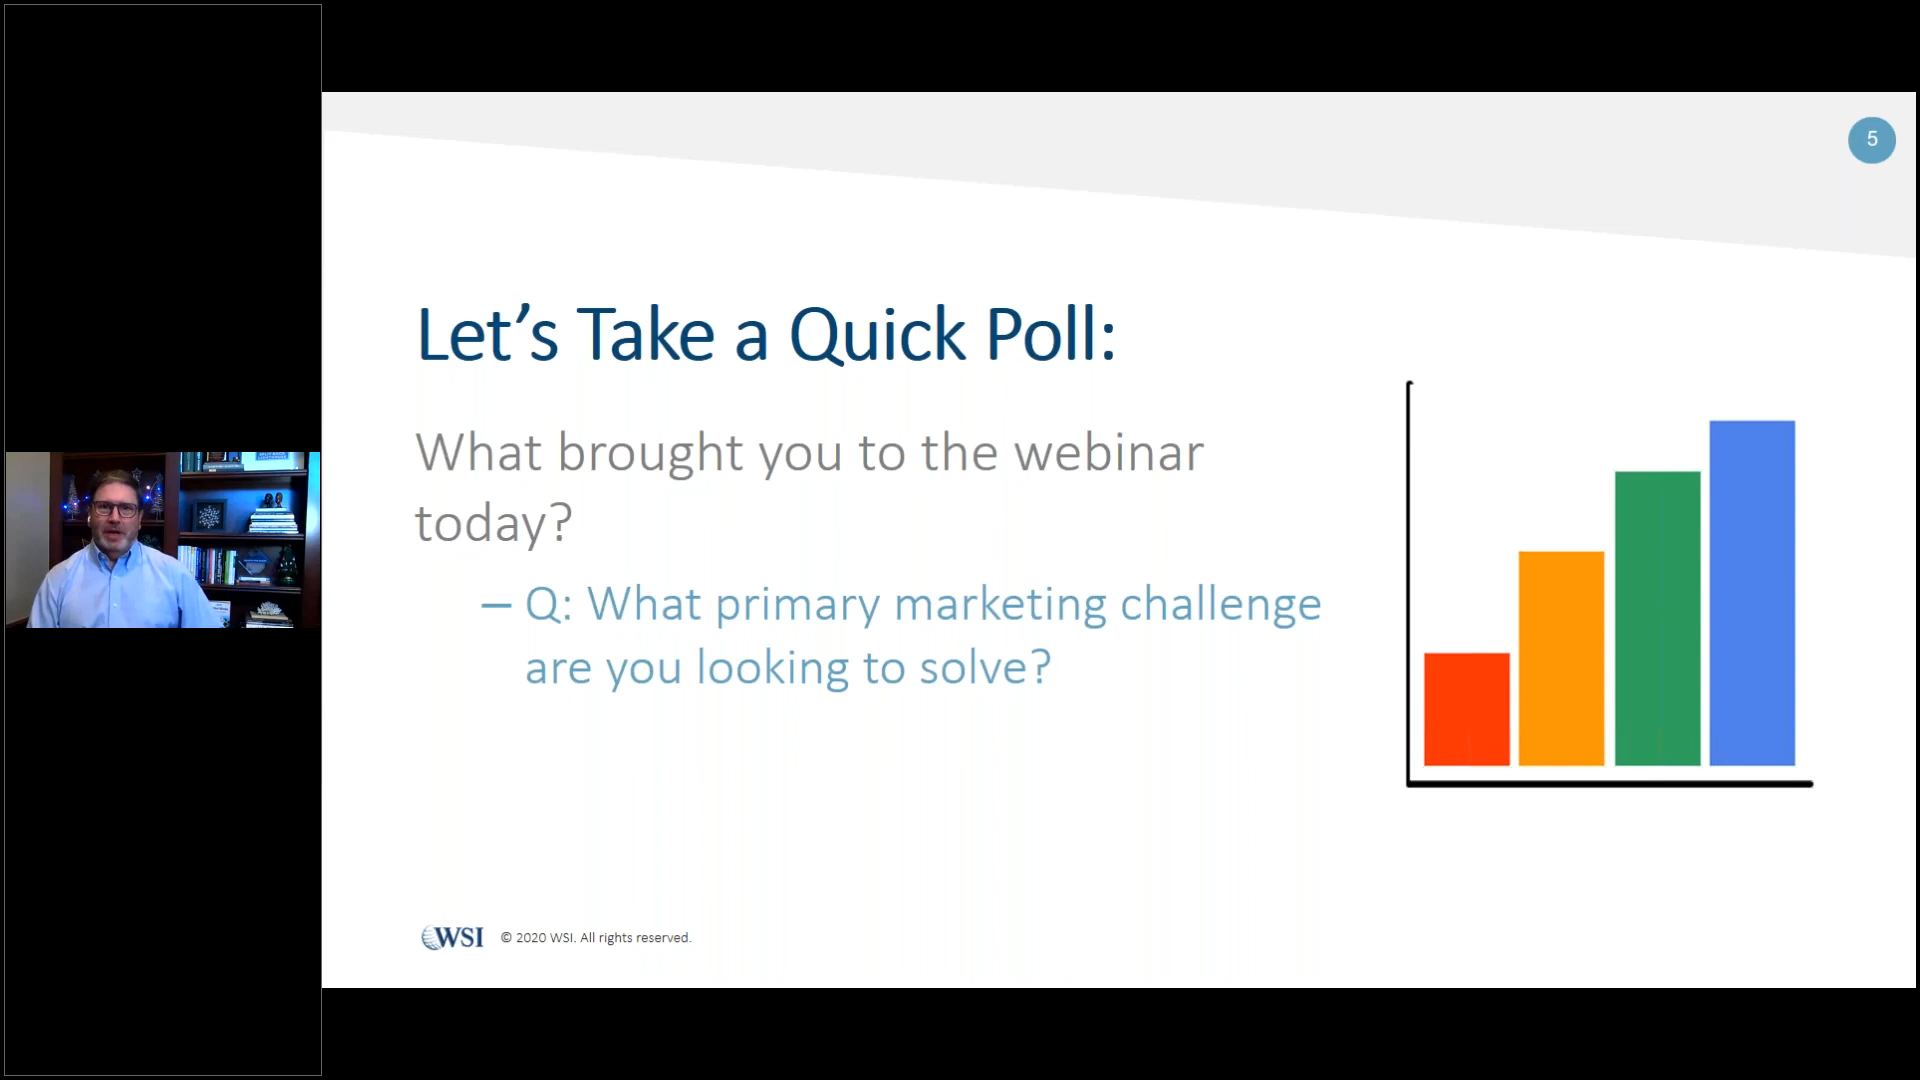 5
Let’s Take a Quick Poll:
What brought you to the webinar
today?
– Q: What primary marketing challenge
are you looking to solve?
WSI © 2020 WSI. All rights reserved.